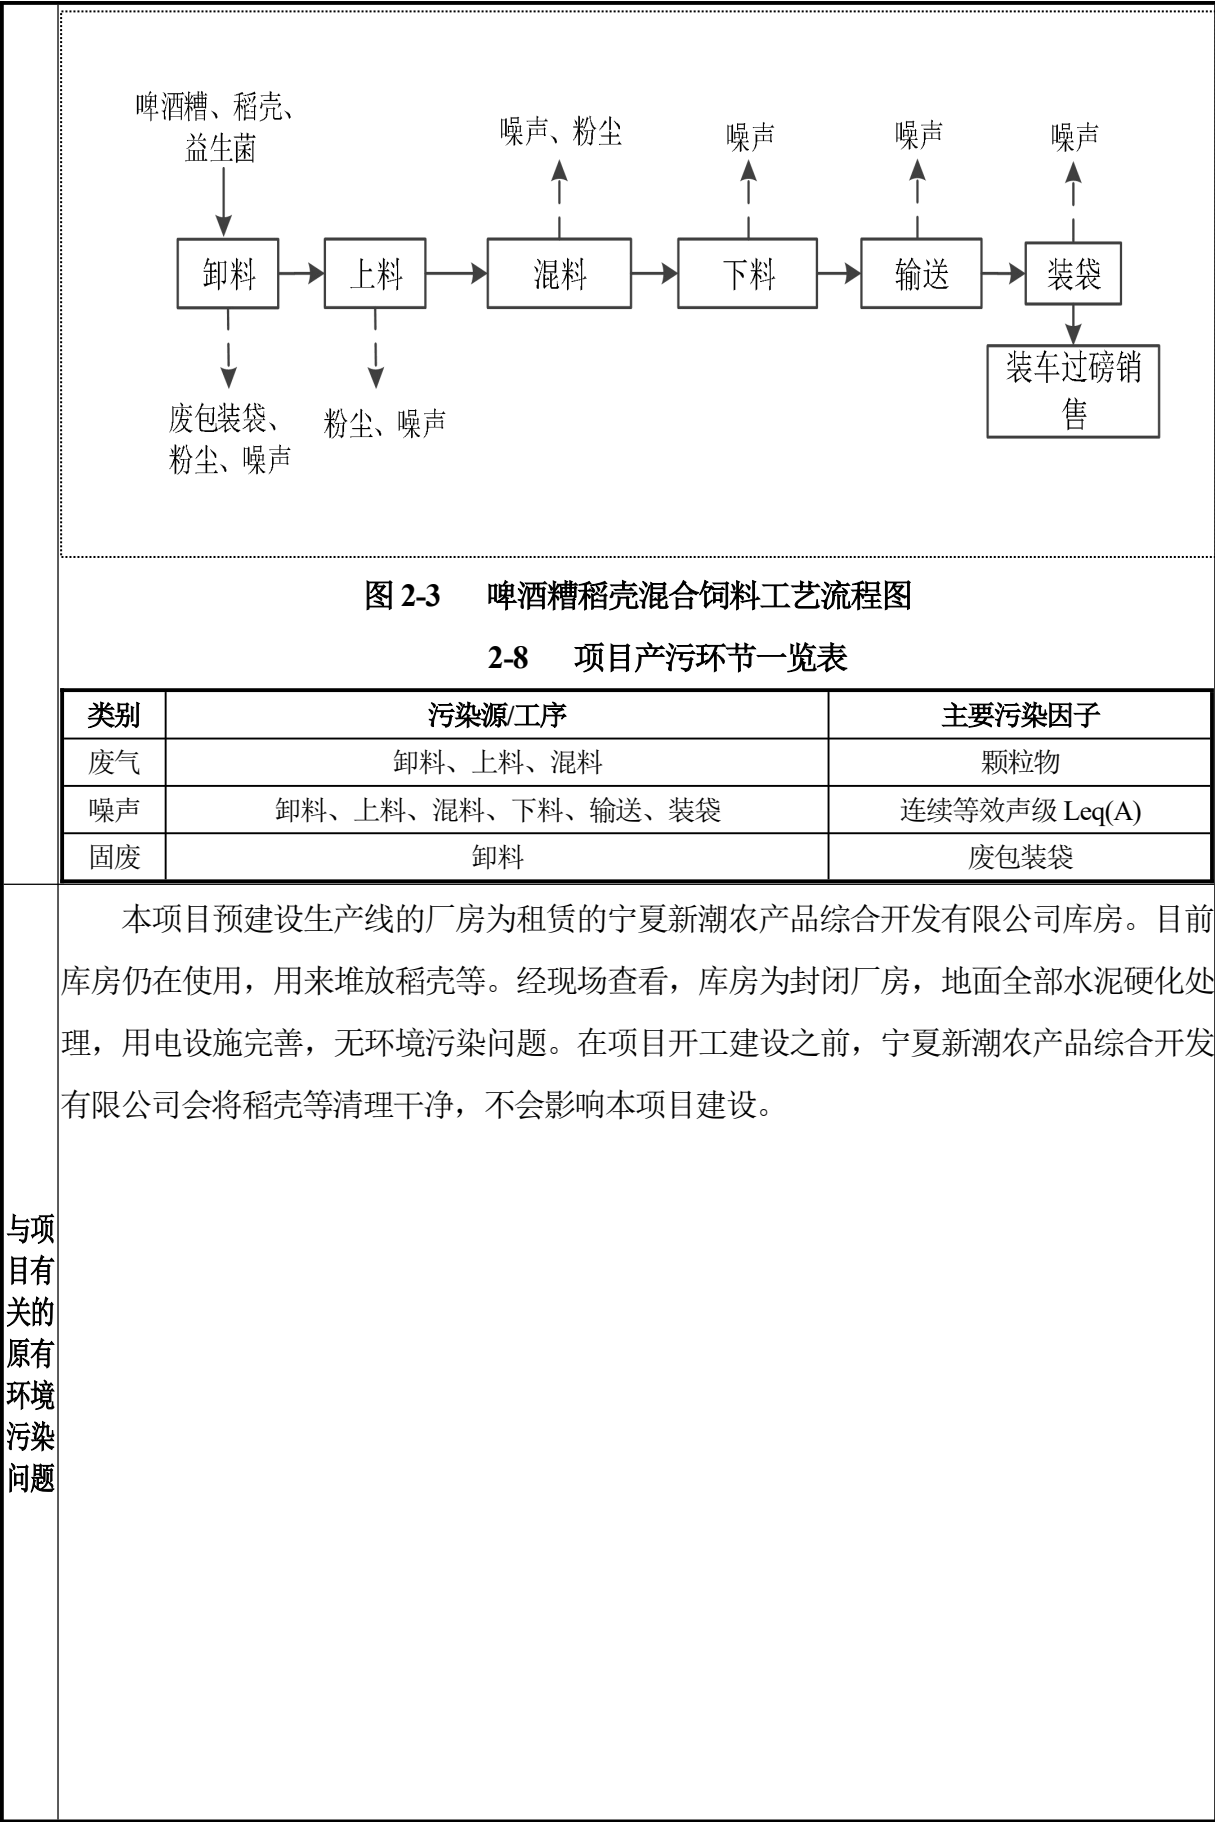 啤酒糟、稻壳、
益生菌
噪声、粉尘
噪声
噪声
噪声
卸料
上料
混料
下料
输送
装袋
装车过磅销
售
废包装袋、
粉尘、噪声
粉尘、噪声
图 2-3 啤酒糟稻壳混合饲料工艺流程图
2-8 项目产污环节一览表
类别 污染源/工序 主要污染因子
废气 卸料、上料、混料 颗粒物
噪声 卸料、上料、混料、下料、输送、装袋 连续等效声级 Leq(A)
固废 卸料 废包装袋
与项
目有
关的
原有
环境
污染
问题
本项目预建设生产线的厂房为租赁的宁夏新潮农产品综合开发有限公司库房。目前
库房仍在使用，用来堆放稻壳等。经现场查看，库房为封闭厂房，地面全部水泥硬化处
理，用电设施完善，无环境污染问题。在项目开工建设之前，宁夏新潮农产品综合开发
有限公司会将稻壳等清理干净，不会影响本项目建设。